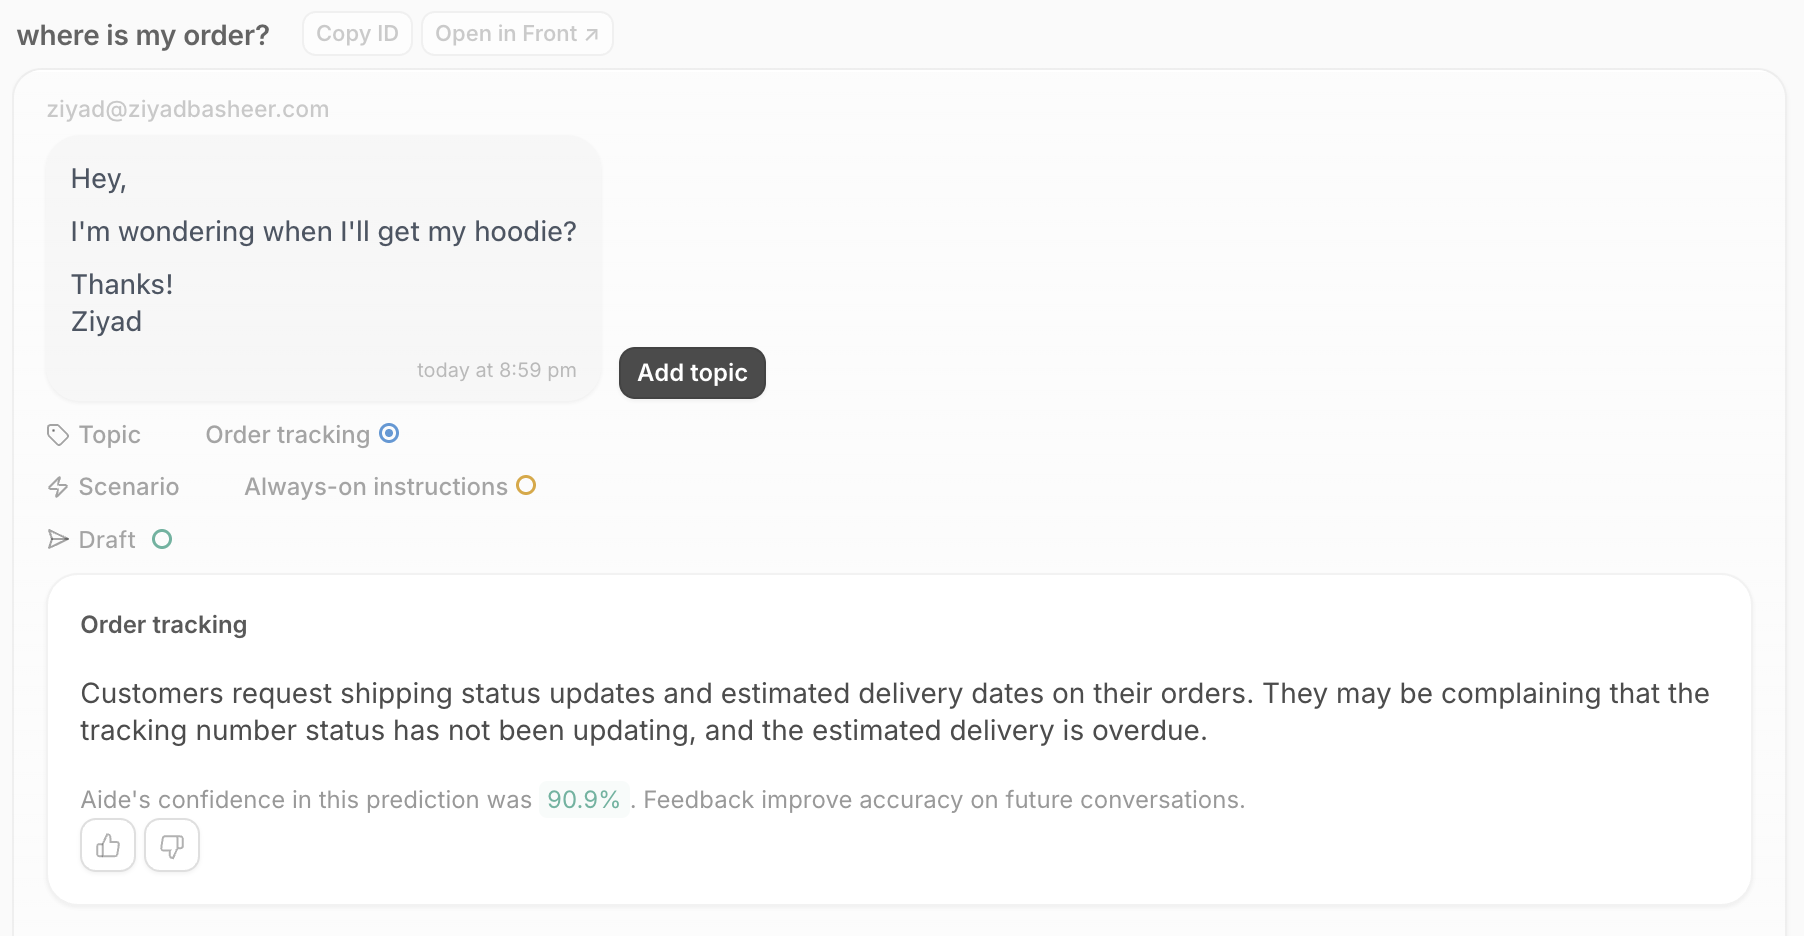 where is my order?
Copy ID
Open in Front ↗
ziyad@ziyadbasheer.com
Hey,
I'm wondering when I'll get my hoodie?
Thanks!
Ziyad
today at 8:59 pm
Add topic
Topic
Order tracking
Scenario
Always-on instructions
Draft
Order tracking
Customers request shipping status updates and estimated delivery dates on their orders. They may be complaining that the
tracking number status has not been updating, and the estimated delivery is overdue.
Aide's confidence in this prediction was 90.9% . Feedback improve accuracy on future conversations.